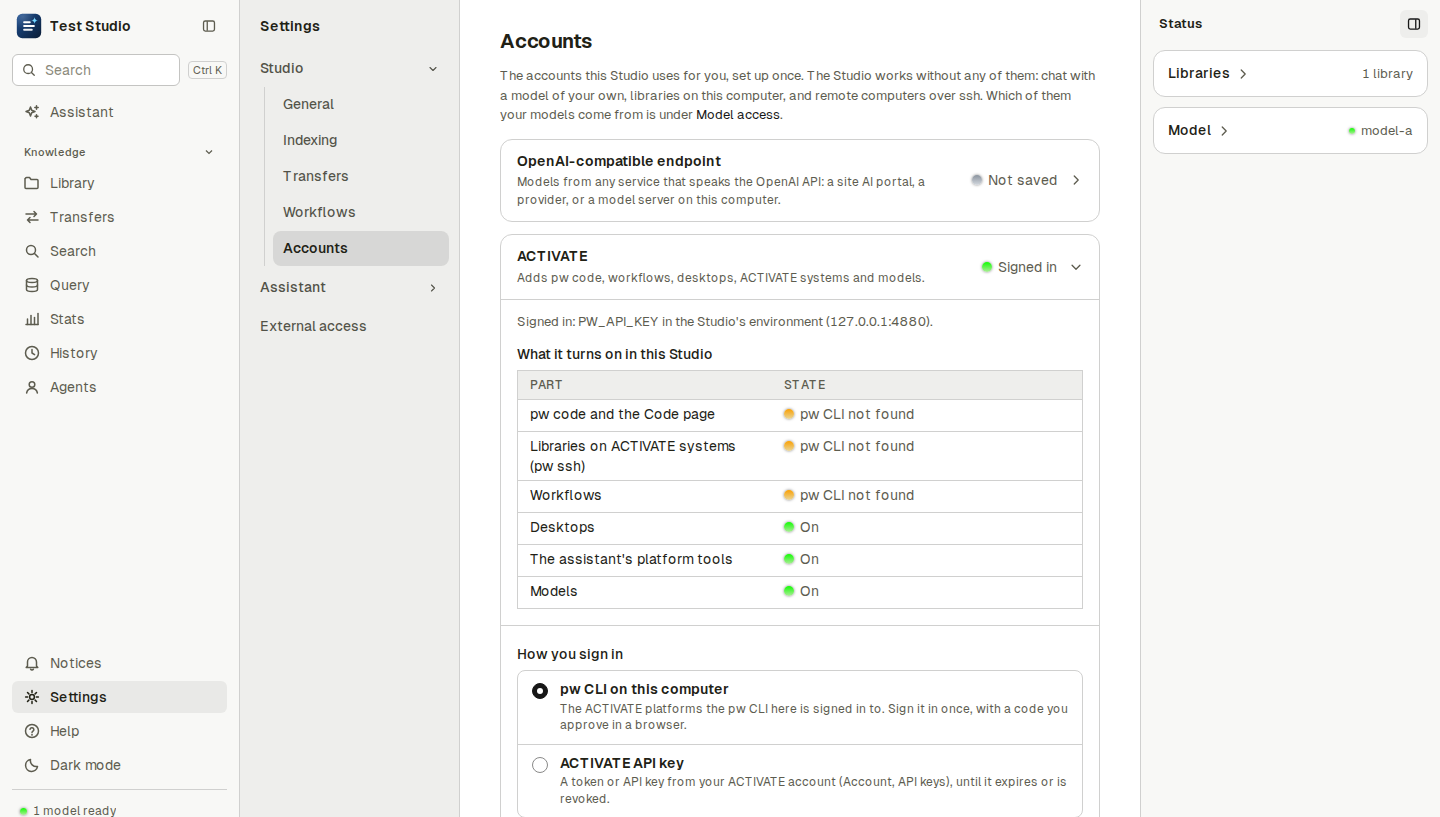 Test Studio
Search
Ctrl K
Assistant
Knowledge
Library
Transfers
Search
Query
Stats
History
Agents
Notices
Settings
Help
Dark mode
1 model ready
Settings
Studio
General
Indexing
Transfers
Workflows
Accounts
Assistant
External access
Accounts
The accounts this Studio uses for you, set up once. The Studio works without any of them: chat with
a model of your own, libraries on this computer, and remote computers over ssh. Which of them
your models come from is under Model access.
OpenAI-compatible endpoint
Models from any service that speaks the OpenAI API: a site AI portal, a
provider, or a model server on this computer.
Not saved
ACTIVATE
Adds pw code, workflows, desktops, ACTIVATE systems and models.
Signed in
Signed in: PW_API_KEY in the Studio's environment (127.0.0.1:4880).
What it turns on in this Studio
PART STATE
pw code and the Code page pw CLI not found
Libraries on ACTIVATE systems pw CLI not found
(pw ssh)
Workflows pw CLI not found
Desktops On
The assistant's platform tools On
Models On
How you sign in
pw CLI on this computer
The ACTIVATE platforms the pw CLI here is signed in to. Sign it in once, with a code you
approve in a browser.
ACTIVATE API key
A token or API key from your ACTIVATE account (Account, API keys), until it expires or is
revoked.
Status
Libraries 1 library
Model model-a